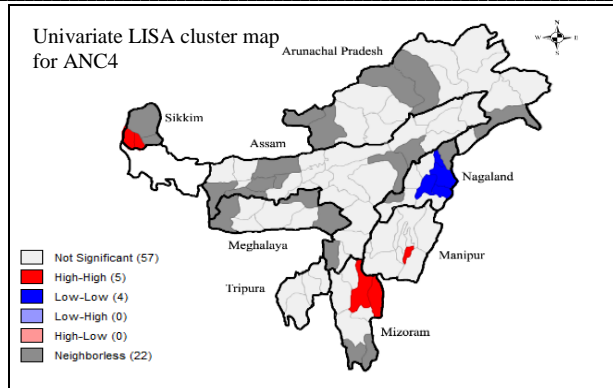 Univariate LISA cluster map
for ANC4
Arunachal Pradesh
N
W
E
S
Sikkim
Assam
Nagaland
Meghalaya
Manipur
Tripura
Mizoram
Not Significant (57)
High-High (5)
Low-Low (4)
Low-High (0)
High-Low (0)
Neighborless (22)